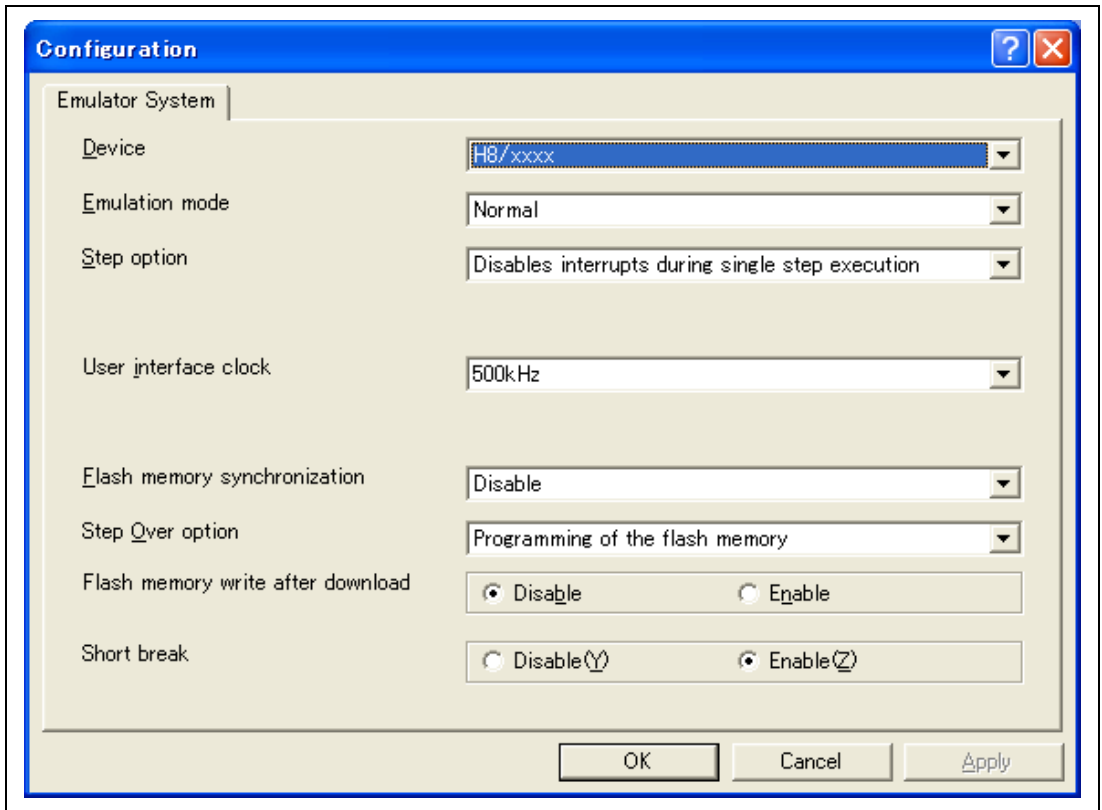 Configuration
Emulator System
Device
H8/xxxx
Emulation mode
Normal
Step option
Disables interrupts during single step execution
User interface clock
500kHz
Flash memory synchronization
Disable
Step Over option
Programming of the flash memory
Flash memory write after download
Disable Enable
Short break
Disable(Y) Enable(Z)
OK Cancel Apply